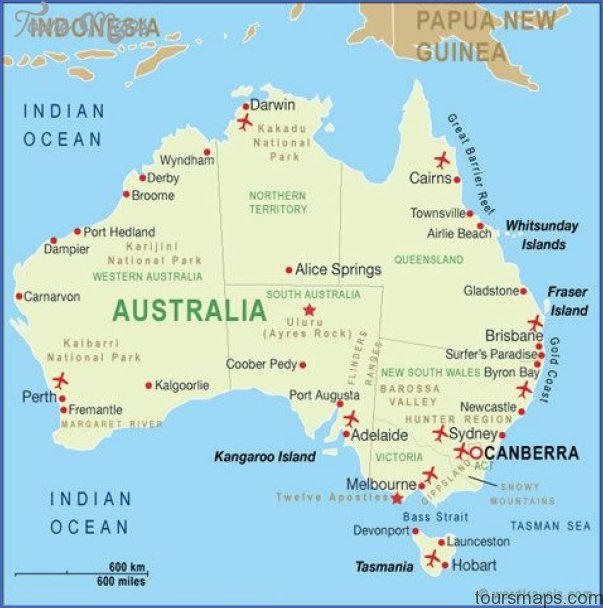 INDONESIA
PAPUA NEW
GUINEA
INDIAN
OCEAN
Darwin
Kakadu
National
Park
Great Barrier Reef
Wyndham
Derby
Broome
Cairns
NORTHERN
TERRITORY
Townsville
Airlie Beach
Whitsunday
Islands
Port Hedland
Dampier
Karijini
National Park
WESTERN AUSTRALIA
Alice Springs
QUEENSLAND
Carnarvon
AUSTRALIA
SOUTH AUSTRALIA
Uluru
(Ayres Rock)
Gladstone
Fraser
Island
Kalbarri
National Park
FLINDERS
RANGES
Brisbane
Surfer's Paradise
Byron Bay
Gold Coast
Coober Pedy
NEW SOUTH WALES
BAROSSA
VALLEY
Perth
Fremantle
Kalgoorlie
MARGARET RIVER
Port Augusta
Newcastle
HUNTER REGION
Adelaide
Sydney
Kangaroo Island
VICTORIA
CANBERRA
ACT
GIPPSLAND
Melbourne
SNOWY
MOUNTAINS
Twelve Apostles
INDIAN
OCEAN
Bass Strait
TASMAN SEA
Devonport
Launceston
Tasmania
Hobart
600 km
600 miles
toursmaps.com